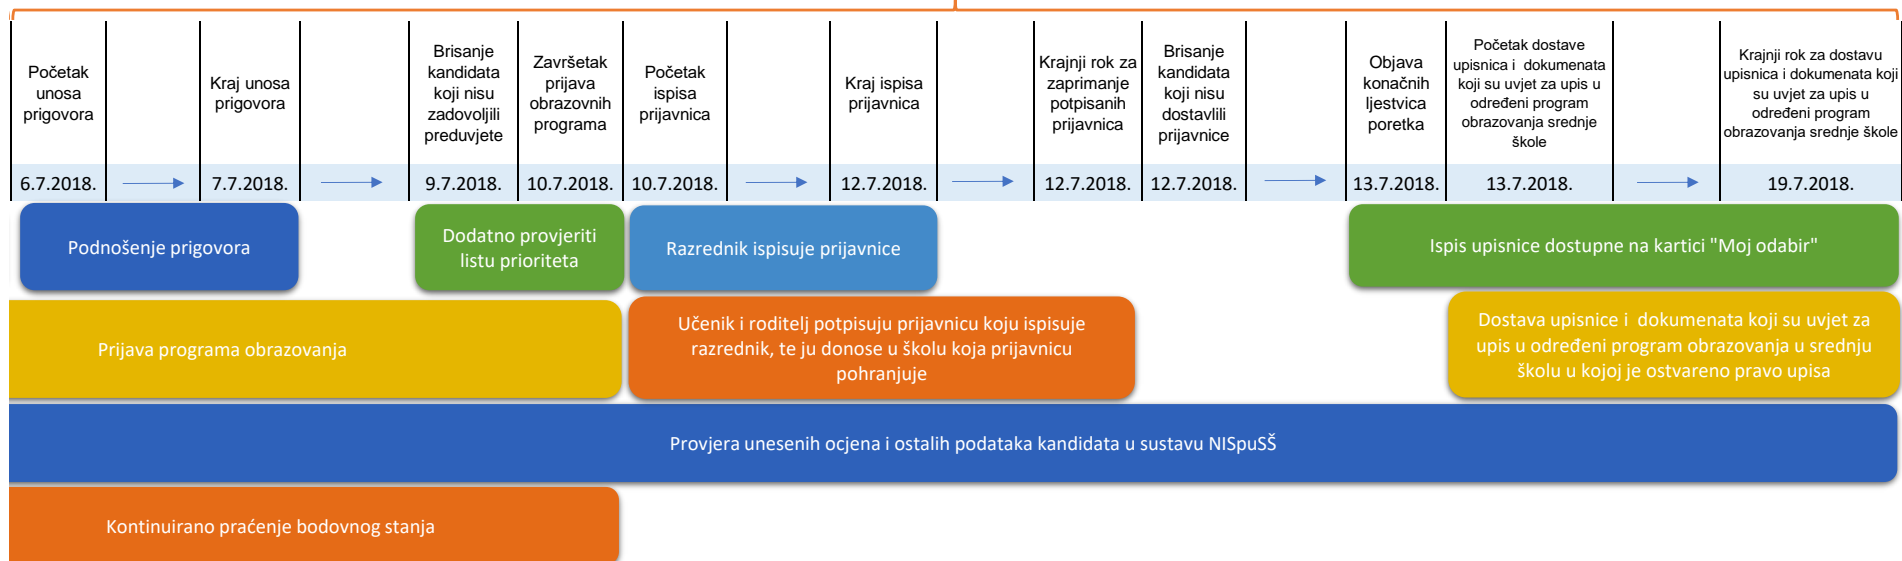 Početak
unosa
prigovora
Kraj unosa
prigovora
Brisanje
kandidata
koji nisu
zadovoljili
preduvjete
Završetak
prijava
obrazovnih
programa
Početak
ispisa
prijavnica
Kraj ispisa
prijavnica
Krajnji rok za
zaprimanje
potpisanih
prijavnica
Brisanje
kandidata
koji nisu
dostavlili
prijavnice
Objava
konačnih
ljestvica
poretka
Početak dostave
upisnica i dokumenata
koji su uvjet za upis u
određeni program
obrazovanja srednje
škole
Krajnji rok za dostavu
upisnica i dokumenata koji
su uvjet za upis u
određeni program
obrazovanja srednje škole
6.7.2018.
7.7.2018.
9.7.2018.
10.7.2018.
10.7.2018.
12.7.2018.
12.7.2018.
12.7.2018.
13.7.2018.
13.7.2018.
19.7.2018.
Podnošenje prigovora
Dodatno provjeriti
listu prioriteta
Razrednik ispisuje prijavnice
Ispis upisnice dostupne na kartici "Moj odabir"
Prijava programa obrazovanja
Učenik i roditelj potpisuju prijavnicu koju ispisuje
razrednik, te ju donose u školu koja prijavnicu
pohranjuje
Dostava upisnice i dokumenata koji su uvjet za
upis u određeni program obrazovanja u srednju
školu u kojoj je ostvareno pravo upisa
Provjera unesenih ocjena i ostalih podataka kandidata u sustavu NISpuSŠ
Kontinuirano praćenje bodovnog stanja